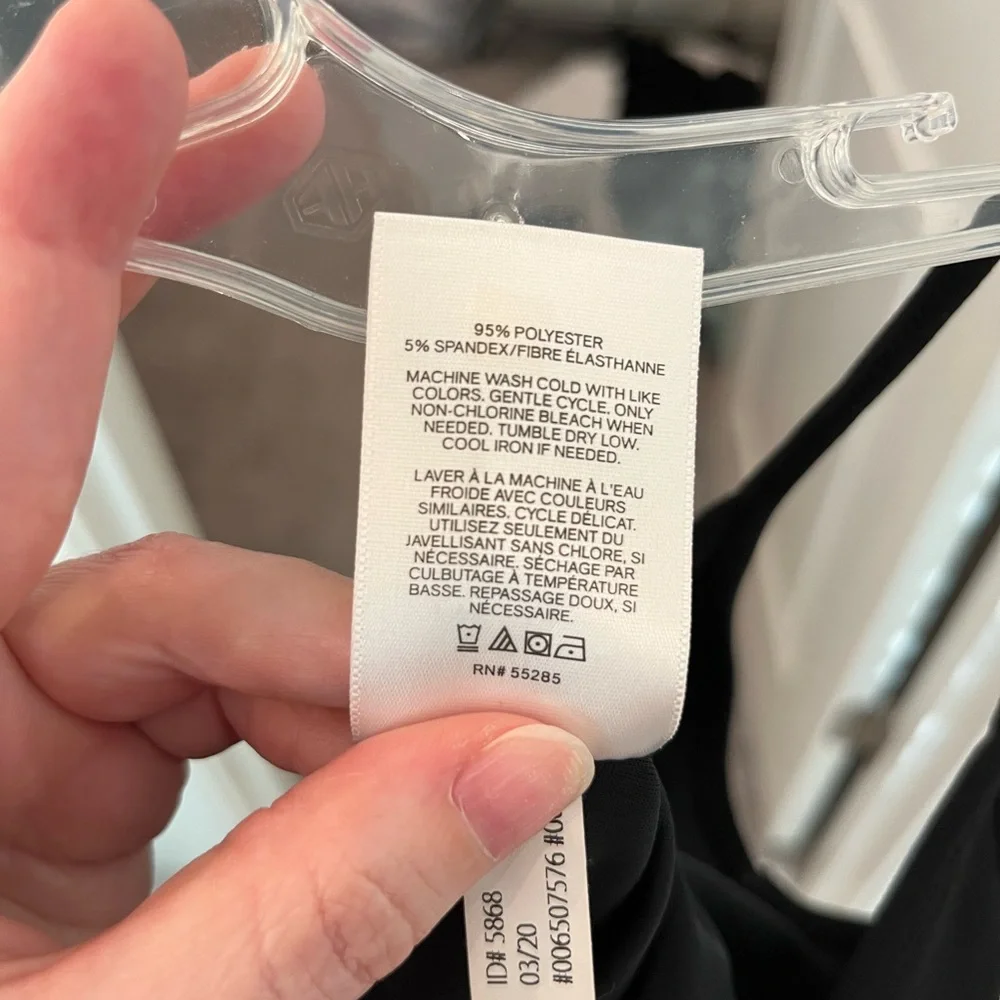 95% POLYESTER
5% SPANDEX/FIBRE ÉLASTHANNE
MACHINE WASH COLD WITH LIKE
COLORS. GENTLE CYCLE. ONLY
NON-CHLORINE BLEACH WHEN
NEEDED. TUMBLE DRY LOW.
COOL IRON IF NEEDED.
LAVER À LA MACHINE À L'EAU
FROIDE AVEC COULEURS
SIMILAIRES. CYCLE DÉLICAT.
UTILISEZ SEULEMENT DU
JAVELLISANT SANS CHLORE, SI
NÉCESSAIRE. SÉCHAGE PAR
CULBUTAGE À TEMPÉRATURE
BASSE. REPASSAGE DOUX, SI
NÉCESSAIRE.
RN# 55285
ID# 5868
03/20
#006507576